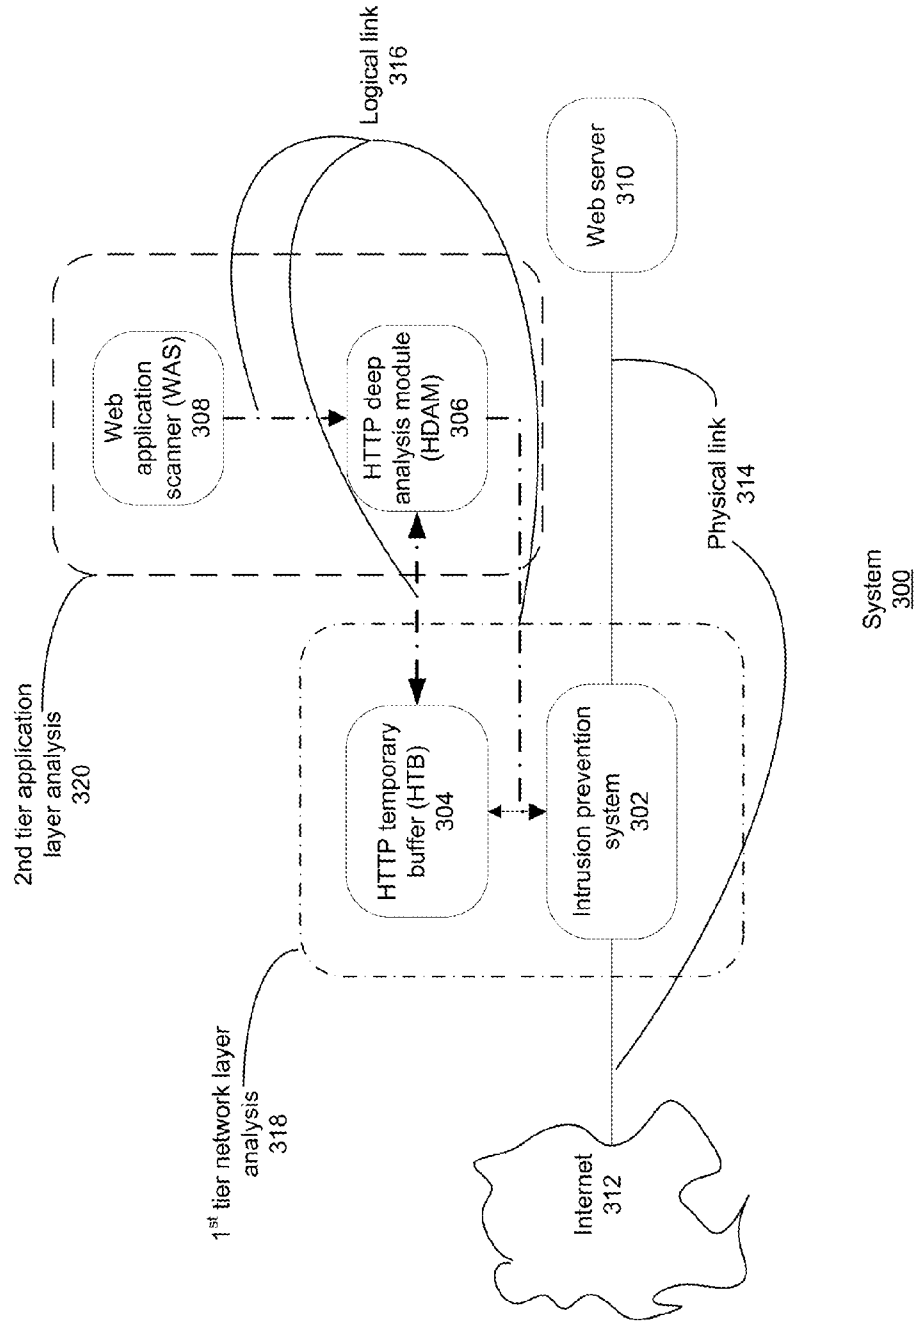 2nd tier application
layer analysis
320
Web
application
scanner (WAS)
308
Logical link
316
1st tier network layer
analysis
318
HTTP temporary
buffer (HTB)
304
HTTP deep
analysis module
(HDAM)
306
Internet
312
Intrusion prevention
system
302
Web server
310
Physical link
314
System
300